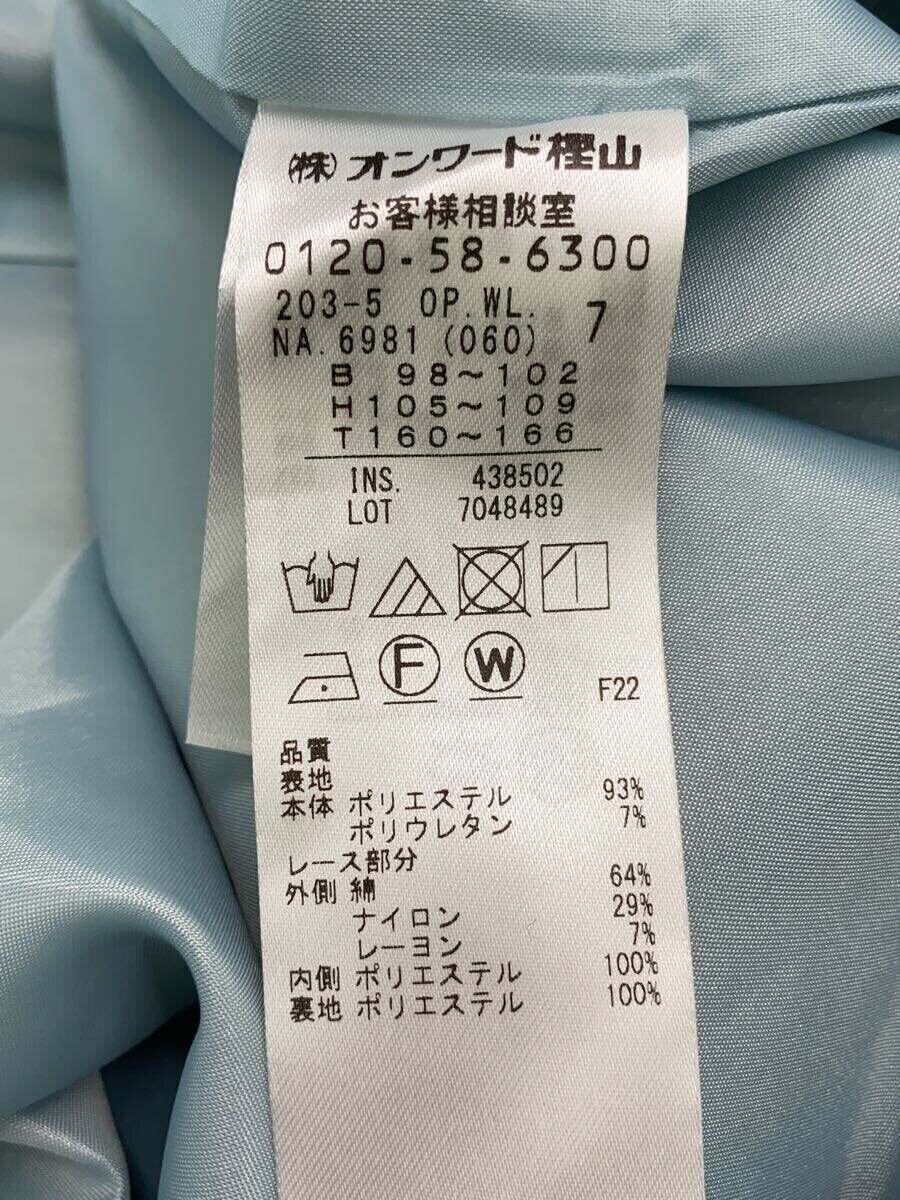 (株)オンワード樫山
お客様相談室
0120-58-6300
203-5 OP.WL. 7
NA.6981(060)
B 98～102
H105～109
T160～166
INS. 438502
LOT 7048489
F W F22
品質
表地
本体 ポリエステル 93%
ポリウレタン 7%
レース部分
外側 綿 64%
ナイロン 29%
レーヨン 7%
内側 ポリエステル 100%
裏地 ポリエステル 100%